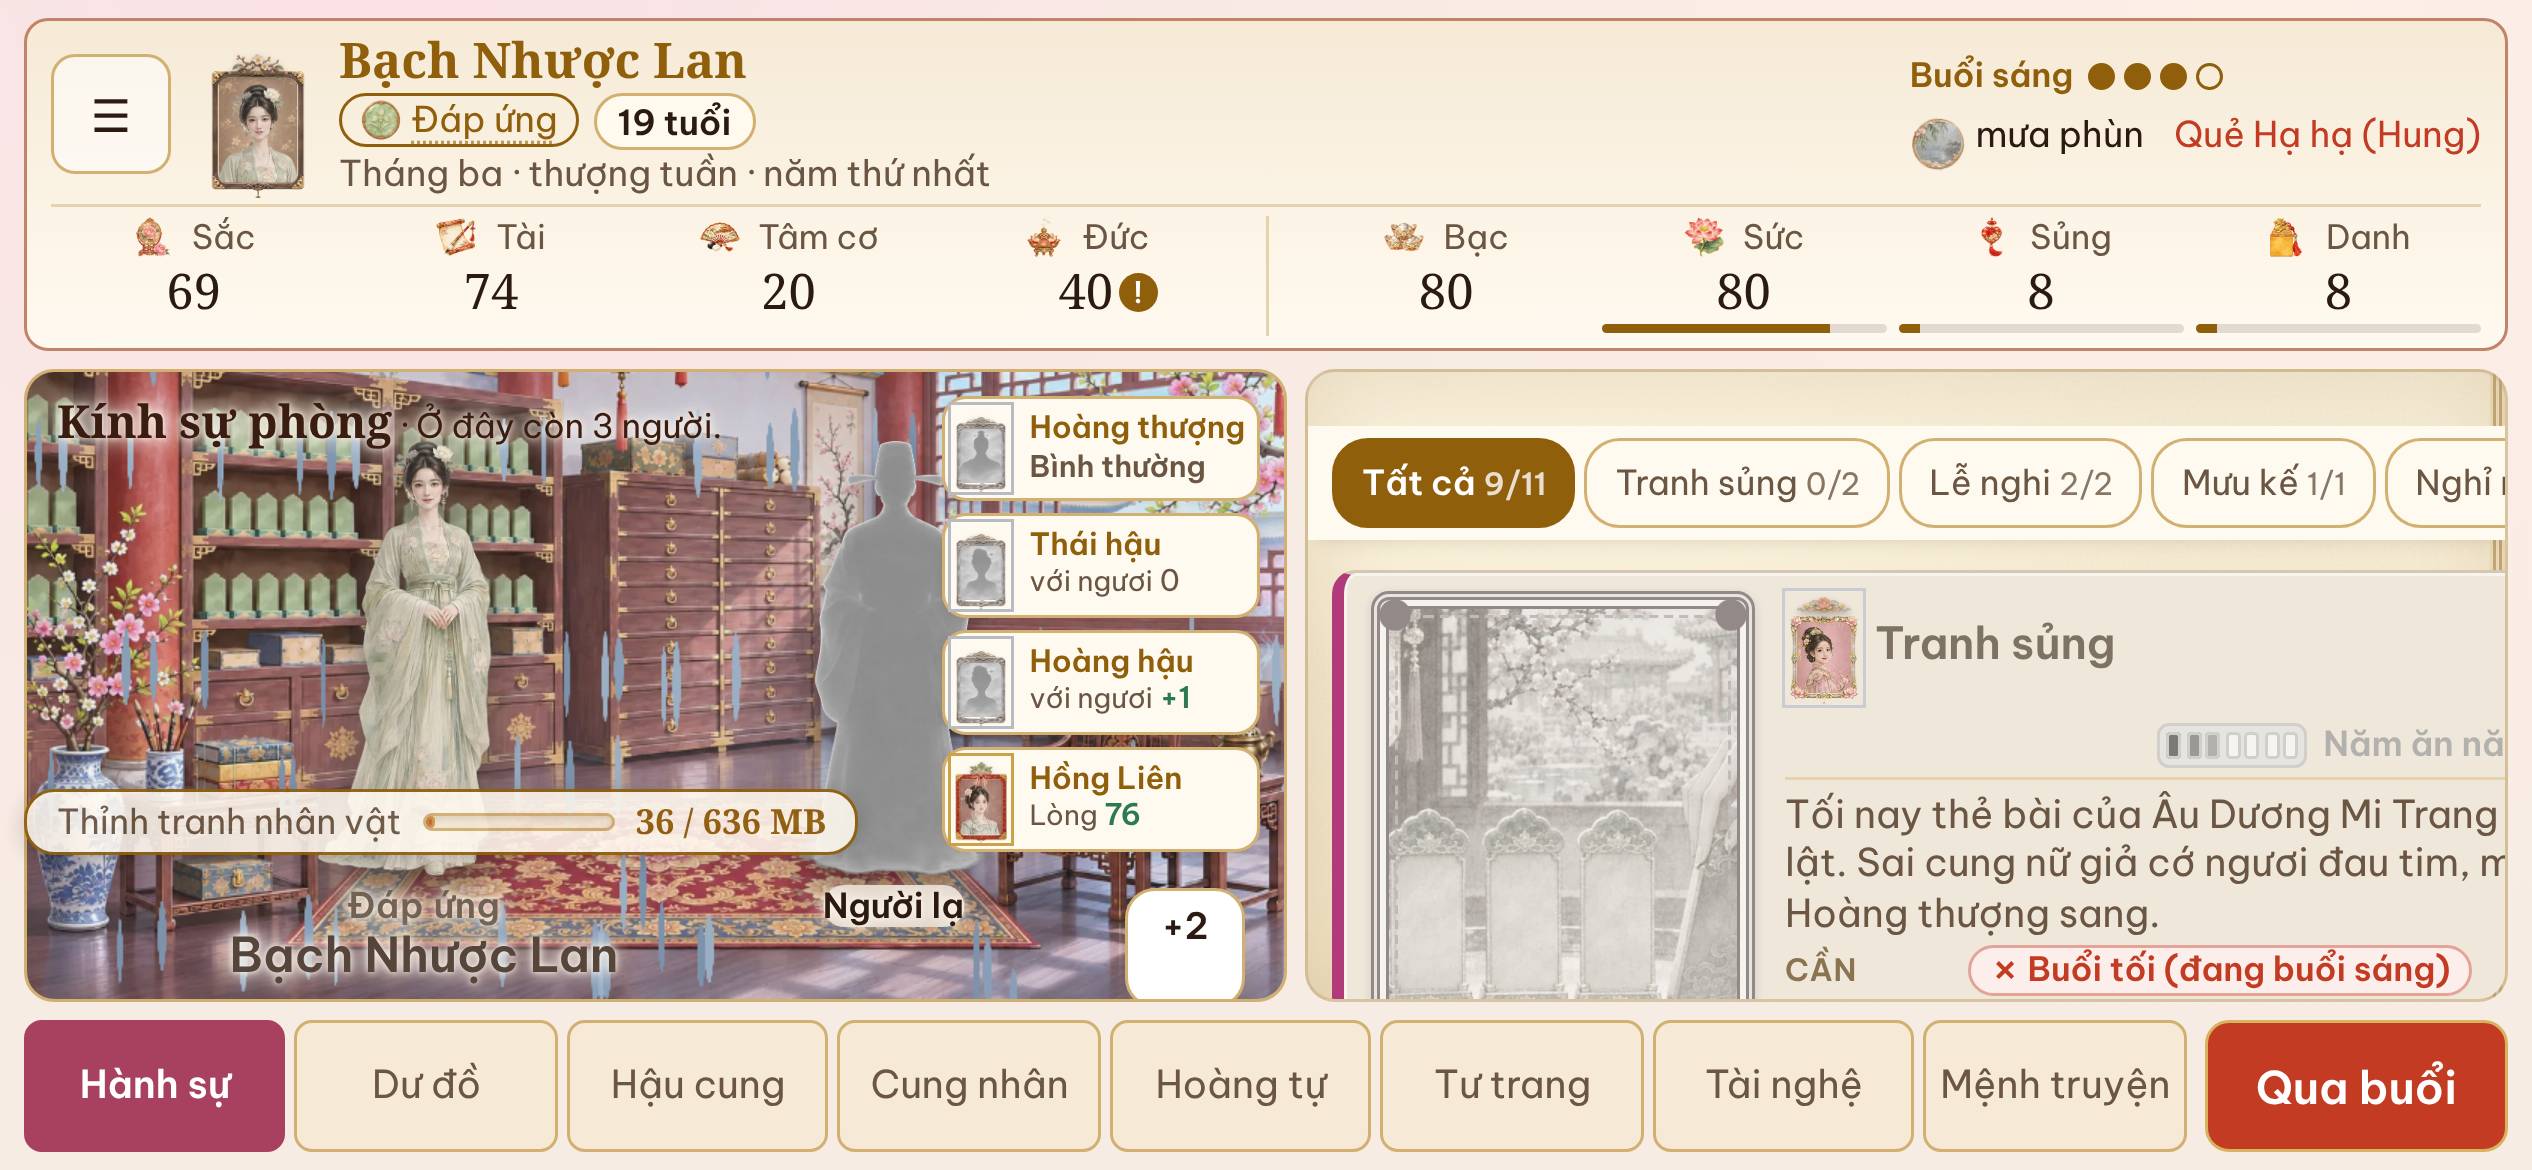 ☰
Bạch Nhược Lan
Đáp ứng 19 tuổi
Tháng ba · thượng tuần · năm thứ nhất
Buổi sáng
mưa phùn Quẻ Hạ hạ (Hung)
Sắc Tài Tâm cơ Đức Bạc Sức Sủng Danh
69 74 20 40 ! 80 80 8 8
Kính sự phòng · Ở đây còn 3 người.
Hoàng thượng
Bình thường
Thái hậu
với ngươi 0
Hoàng hậu
với ngươi +1
Hồng Liên
Lòng 76
Thỉnh tranh nhân vật 36 / 636 MB
Đáp ứng
Bạch Nhược Lan
Người lạ
+2
Tất cả 9/11 Tranh sủng 0/2 Lễ nghi 2/2 Mưu kế 1/1 Nghỉ
Tranh sủng
Năm ăn nă
Tối nay thẻ bài của Âu Dương Mi Trang
lật. Sai cung nữ giả cớ ngươi đau tim, m
Hoàng thượng sang.
CẦN × Buổi tối (đang buổi sáng)
Hành sự Dư đồ Hậu cung Cung nhân Hoàng tự Tư trang Tài nghệ Mệnh truyện Qua buổi